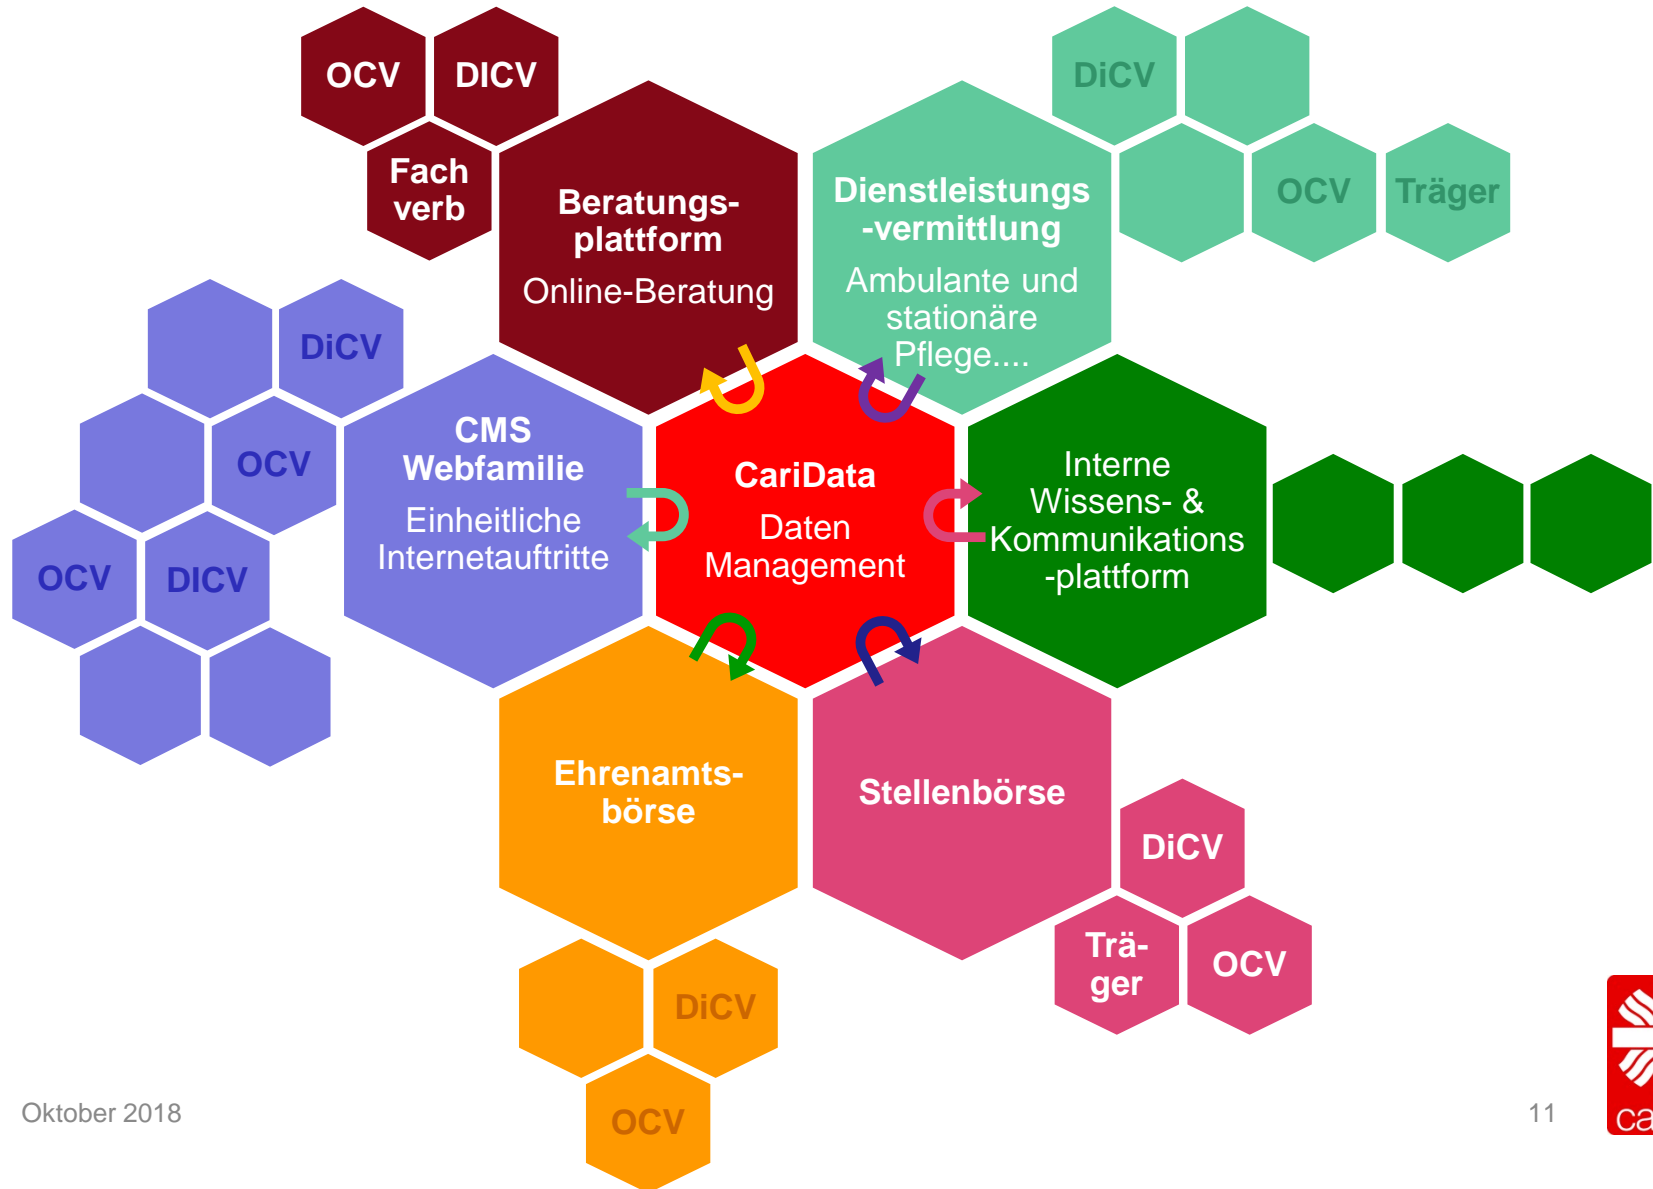 OCV
DICV
Fach
verb
Beratungs-
plattform
Online-Beratung
DiCV
OCV
Träger
Dienstleistungs
-vermittlung
Ambulante und
stationäre
Pflege....
DiCV
OCV
OCV
DICV
CMS
Webfamilie
Einheitliche
Internetauftritte
CariData
Daten
Management
Interne
Wissens- &
Kommunikations
-plattform
Ehrenamts-
börse
DiCV
OCV
Stellenbörse
DiCV
Trä-
ger
OCV
Oktober 2018
11
ca